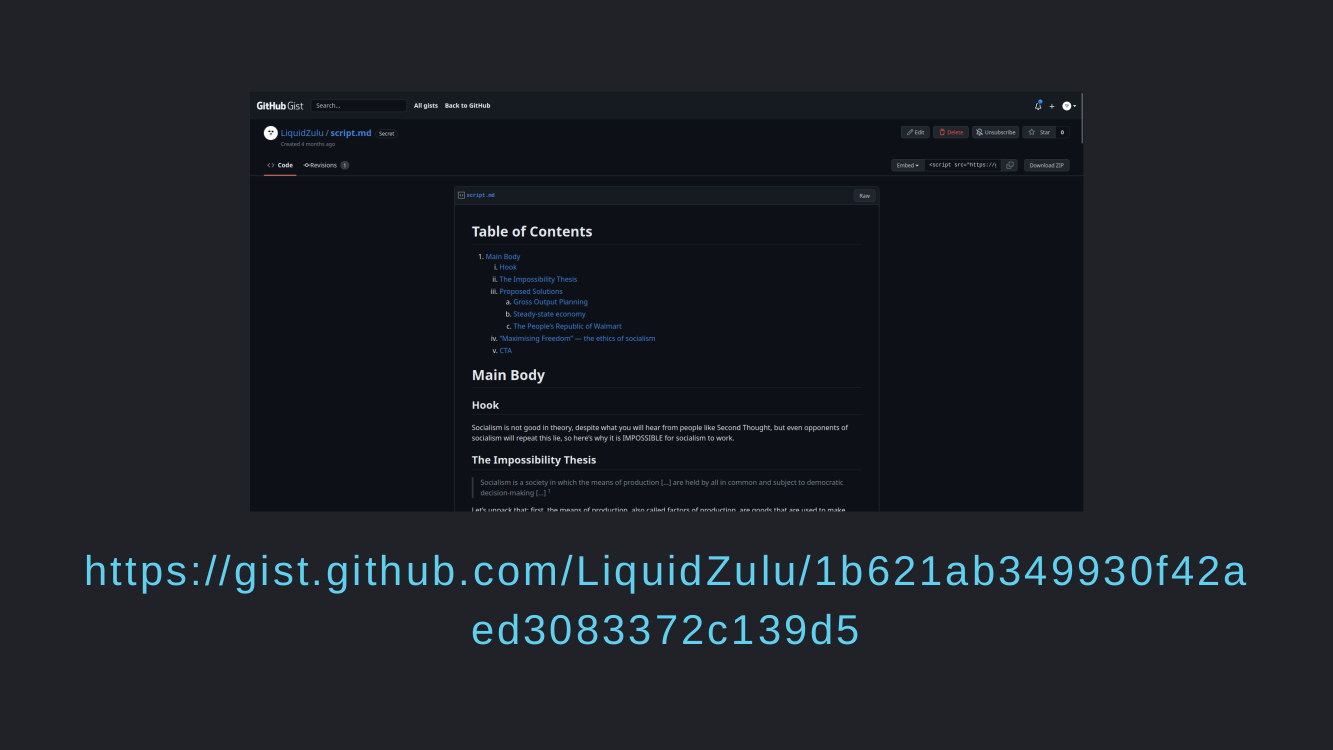 GitHub Gist Search... All gists Back to GitHub
LiquidZulu / script.md Secret
Created 4 months ago
Edit Delete Unsubscribe Star 0
<> Code Revisions 1
Embed <script src="https:// Download ZIP
script.md
Raw
Table of Contents
1. Main Body
i. Hook
ii. The Impossibility Thesis
iii. Proposed Solutions
a. Gross Output Planning
b. Steady-state economy
c. The People's Republic of Walmart
iv. "Maximising Freedom" — the ethics of socialism
v. CTA
Main Body
Hook
Socialism is not good in theory, despite what you will hear from people like Second Thought, but even opponents of
socialism will repeat this lie, so here's why it is IMPOSSIBLE for socialism to work.
The Impossibility Thesis
Socialism is a society in which the means of production [...] are held by all in common and subject to democratic
decision-making [...] 1
Let's unpack that: first, the means of production, also called factors of production, are goods that are used to make
https://gist.github.com/LiquidZulu/1b621ab349930f42a
ed3083372c139d5